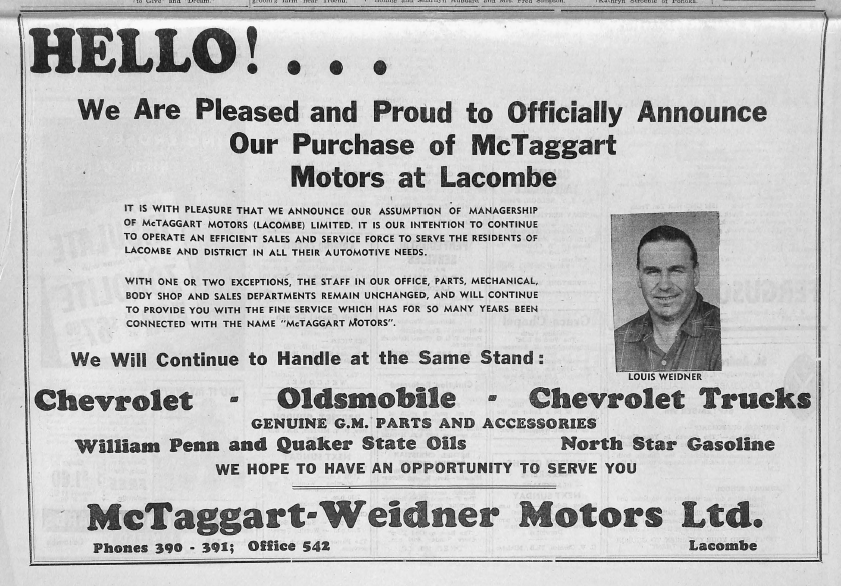 to Give" and "Dream.
HELLO! . . .
We Are Pleased and Proud to Officially Announce
Our Purchase of McTaggart
Motors at Lacombe
IT IS WITH PLEASURE THAT WE ANNOUNCE OUR ASSUMPTION OF MANAGERSHIP
OF McTAGGART MOTORS (LACOMBE) LIMITED. IT IS OUR INTENTION TO CONTINUE
TO OPERATE AN EFFICIENT SALES AND SERVICE FORCE TO SERVE THE RESIDENTS OF
LACOMBE AND DISTRICT IN ALL THEIR AUTOMOTIVE NEEDS.
WITH ONE OR TWO EXCEPTIONS, THE STAFF IN OUR OFFICE, PARTS, MECHANICAL,
BODY SHOP AND SALES DEPARTMENTS REMAIN UNCHANGED, AND WILL CONTINUE
TO PROVIDE YOU WITH THE FINE SERVICE WHICH HAS FOR SO MANY YEARS BEEN
CONNECTED WITH THE NAME "McTAGGART MOTORS".
LOUIS WEIDNER
We Will Continue to Handle at the Same Stand:
Chevrolet - Oldsmobile - Chevrolet Trucks
GENUINE G.M. PARTS AND ACCESSORIES
William Penn and Quaker State Oils North Star Gasoline
WE HOPE TO HAVE AN OPPORTUNITY TO SERVE YOU
McTaggart-Weidner Motors Ltd.
Phones 390 - 391; Office 542 Lacombe